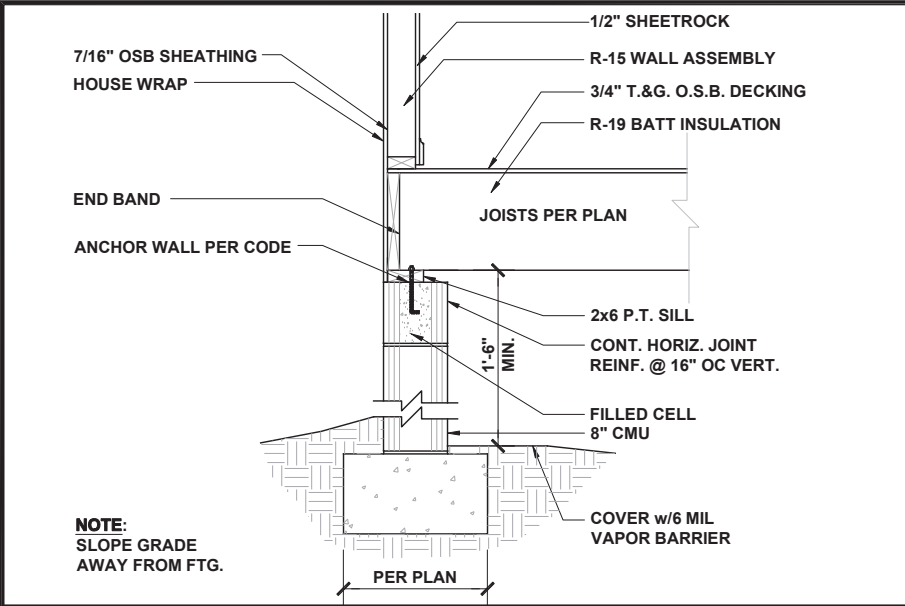 7/16" OSB SHEATHING
HOUSE WRAP
END BAND
ANCHOR WALL PER CODE
1/2" SHEETROCK
R-15 WALL ASSEMBLY
3/4" T.&G. O.S.B. DECKING
R-19 BATT INSULATION
JOISTS PER PLAN
2x6 P.T. SILL
CONT. HORIZ. JOINT
REINF. @ 16" OC VERT.
1'-6"
MIN.
FILLED CELL
8" CMU
COVER w/6 MIL
VAPOR BARRIER
NOTE:
SLOPE GRADE
AWAY FROM FTG.
PER PLAN